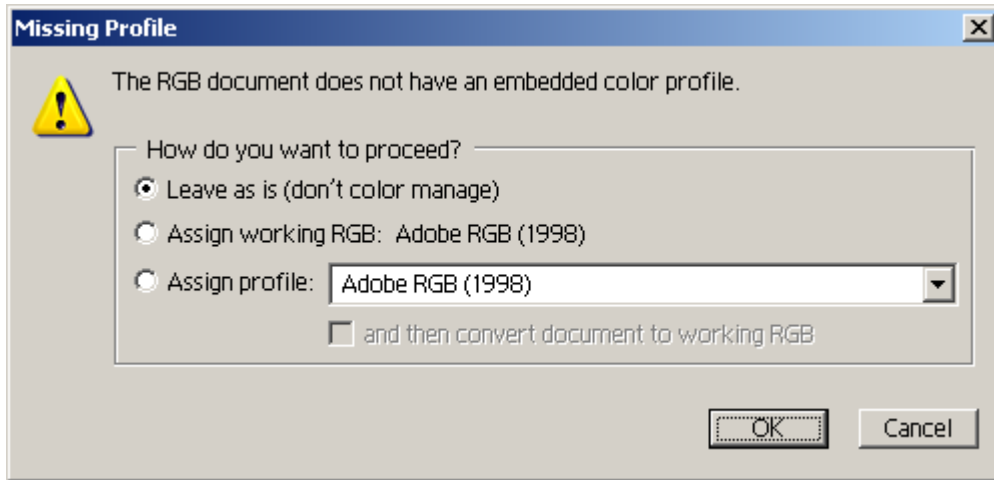 Missing Profile
The RGB document does not have an embedded color profile.
How do you want to proceed?
Leave as is (don't color manage)
Assign working RGB: Adobe RGB (1998)
Assign profile: Adobe RGB (1998)
and then convert document to working RGB
OK Cancel